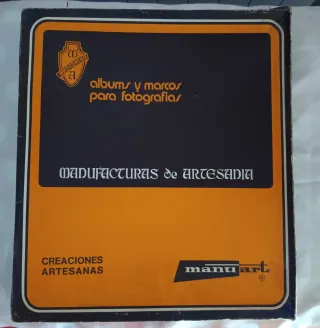 M
A
albums y marcos
para fotografias
MANUFACTURAS de ARTESANIA
CREACIONES
ARTESANAS
manuart
®